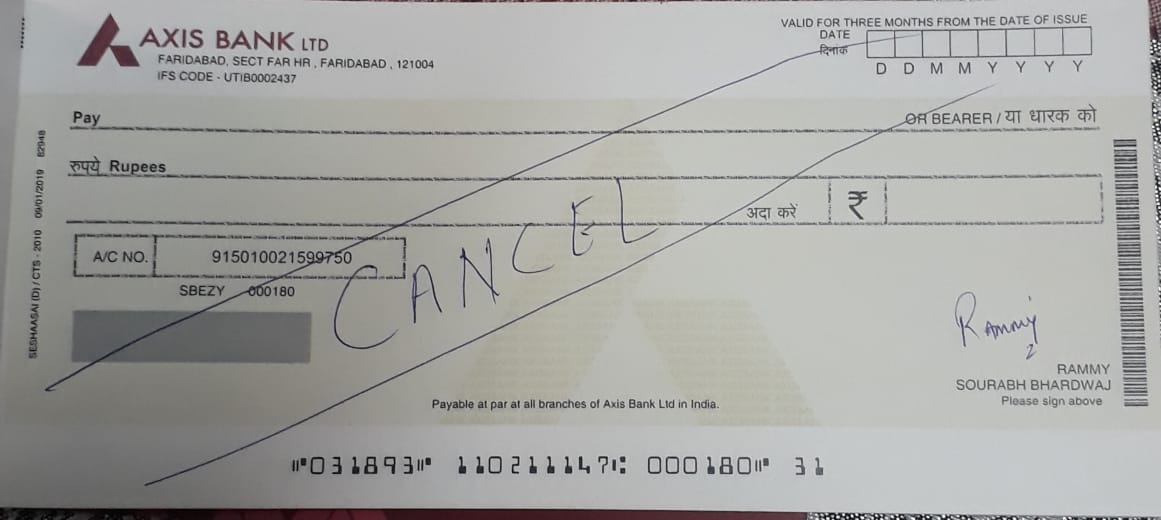 AXIS BANK LTD
FARIDABAD, SECT FAR HR , FARIDABAD , 121004
IFS CODE - UTIB0002437
VALID FOR THREE MONTHS FROM THE DATE OF ISSUE
DATE
दिनांक
D D M M Y Y Y Y
Pay
OR BEARER / या धारक को
रुपये Rupees
अदा करें ₹
A/C NO. 915010021599750
SBEZY 000180
CANCEL
SESHAASAI (D) / CTS - 2010 09/01/2019 82948
Rammy
RAMMY
SOURABH BHARDWAJ
Please sign above
Payable at par at all branches of Axis Bank Ltd in India.
⑈031893⑈ 110211147⑆ 000180⑈ 31